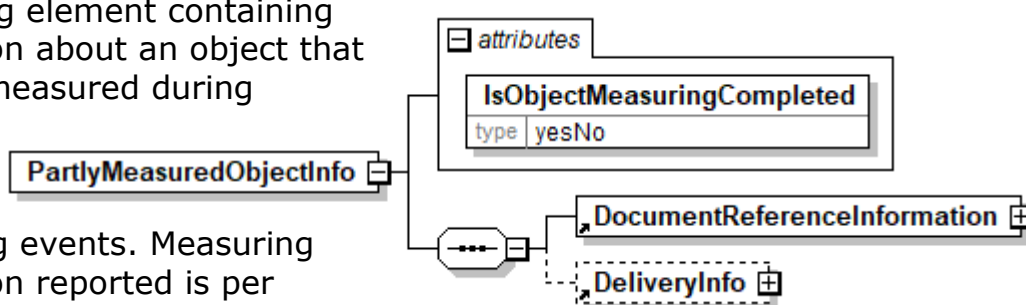 g element containing
on about an object that
measured during
attributes
IsObjectMeasuringCompleted
type yesNo
PartlyMeasuredObjectInfo
g events. Measuring
on reported is per
DocumentReferenceInformation
DeliveryInfo